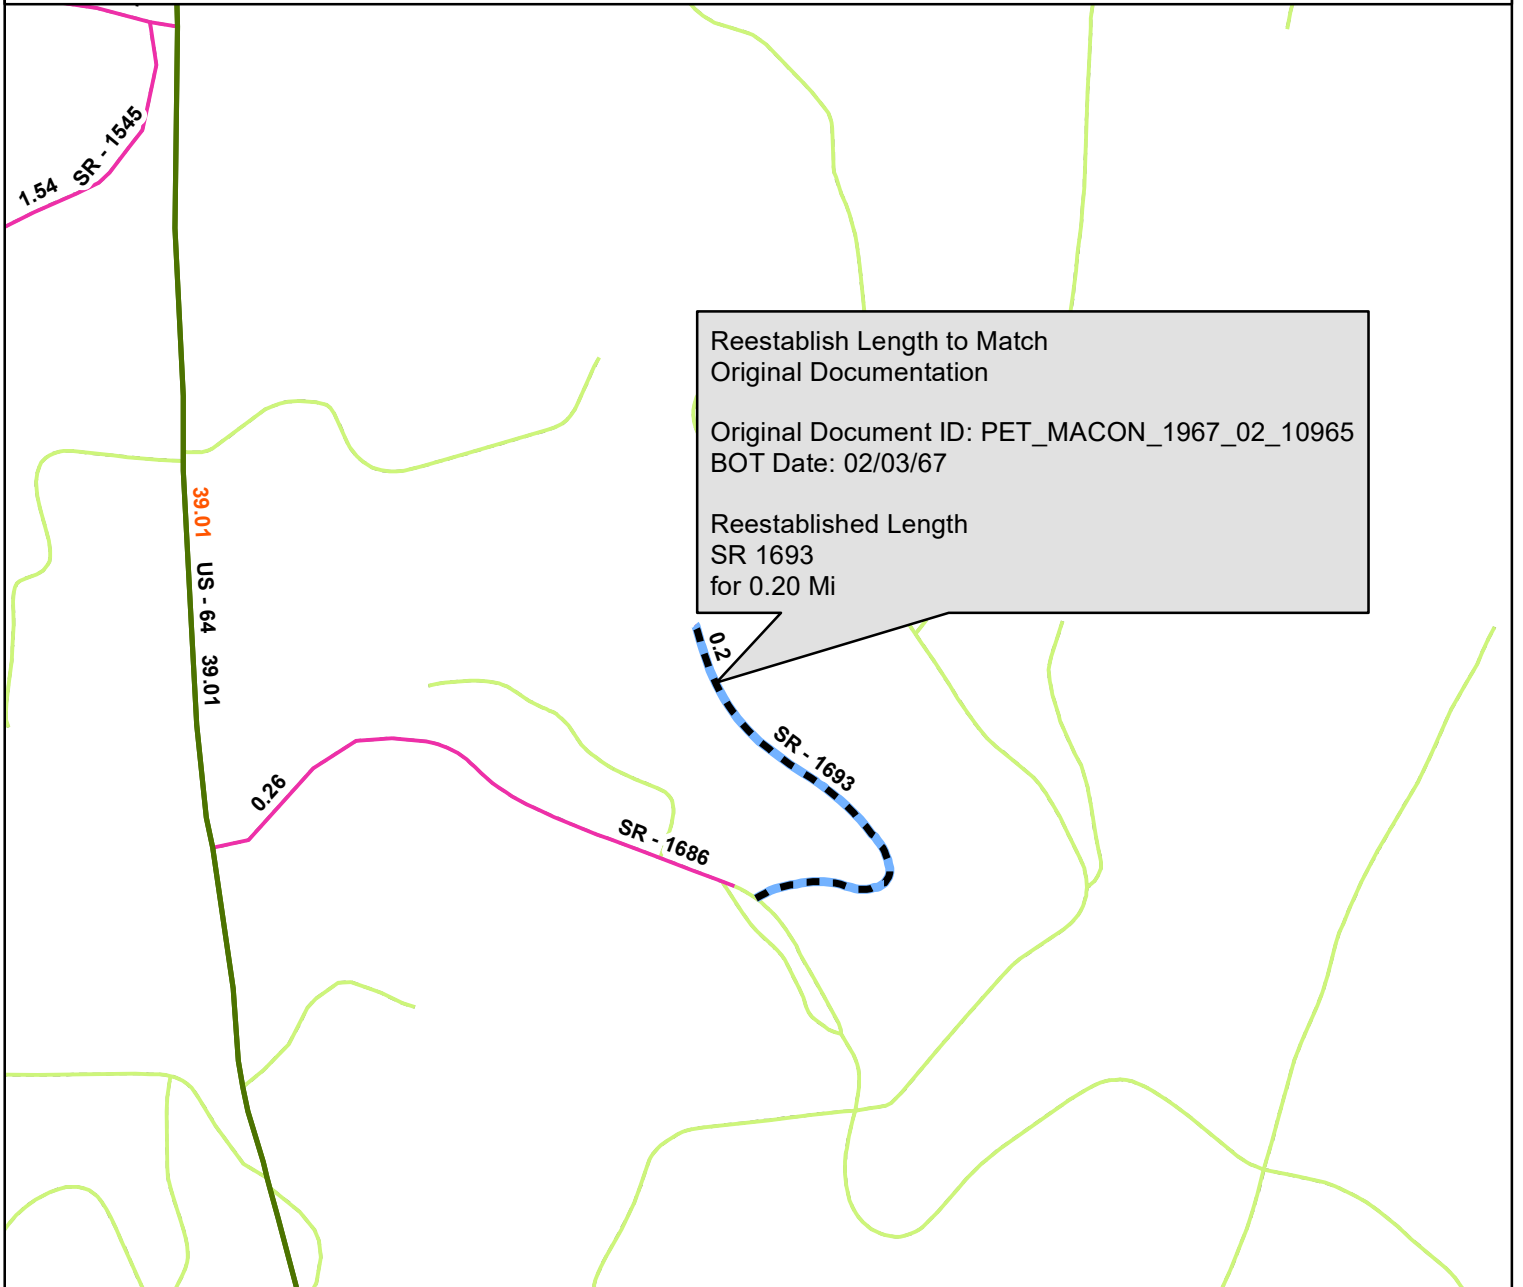 SR - 1545
1.54
Reestablish Length to Match
Original Documentation
Original Document ID: PET_MACON_1967_02_10965
BOT Date: 02/03/67
Reestablished Length
SR 1693
for 0.20 Mi
39.01 US - 64 39.01
0.2
SR - 1693
0.26
SR - 1686